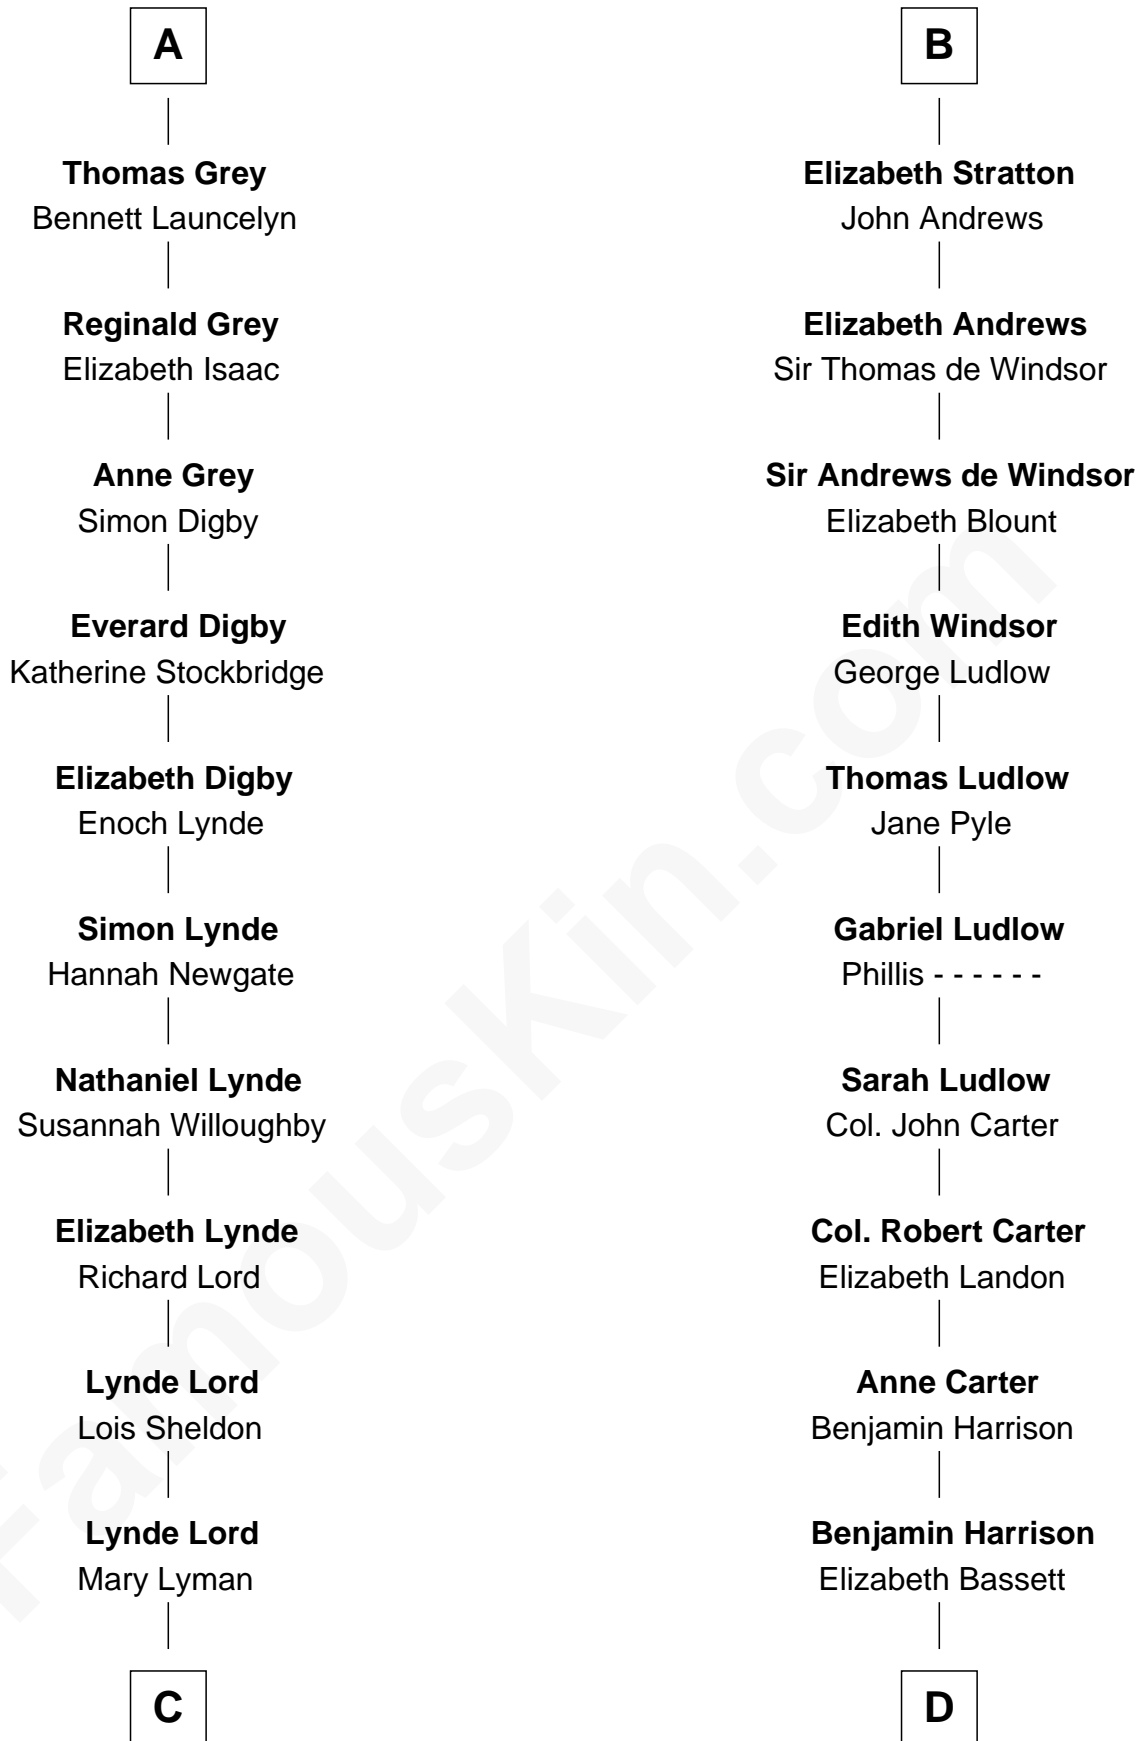 A
Thomas Grey
Bennett Launcelyn
Reginald Grey
Elizabeth Isaac
Anne Grey
Simon Digby
Everard Digby
Katherine Stockbridge
Elizabeth Digby
Enoch Lynde
Simon Lynde
Hannah Newgate
Nathaniel Lynde
Susannah Willoughby
Elizabeth Lynde
Richard Lord
Lynde Lord
Lois Sheldon
Lynde Lord
Mary Lyman
C
B
Elizabeth Stratton
John Andrews
Elizabeth Andrews
Sir Thomas de Windsor
Sir Andrews de Windsor
Elizabeth Blount
Edith Windsor
George Ludlow
Thomas Ludlow
Jane Pyle
Gabriel Ludlow
Phillis - - - - - -
Sarah Ludlow
Col. John Carter
Col. Robert Carter
Elizabeth Landon
Anne Carter
Benjamin Harrison
Benjamin Harrison
Elizabeth Bassett
D
FamousKin.com